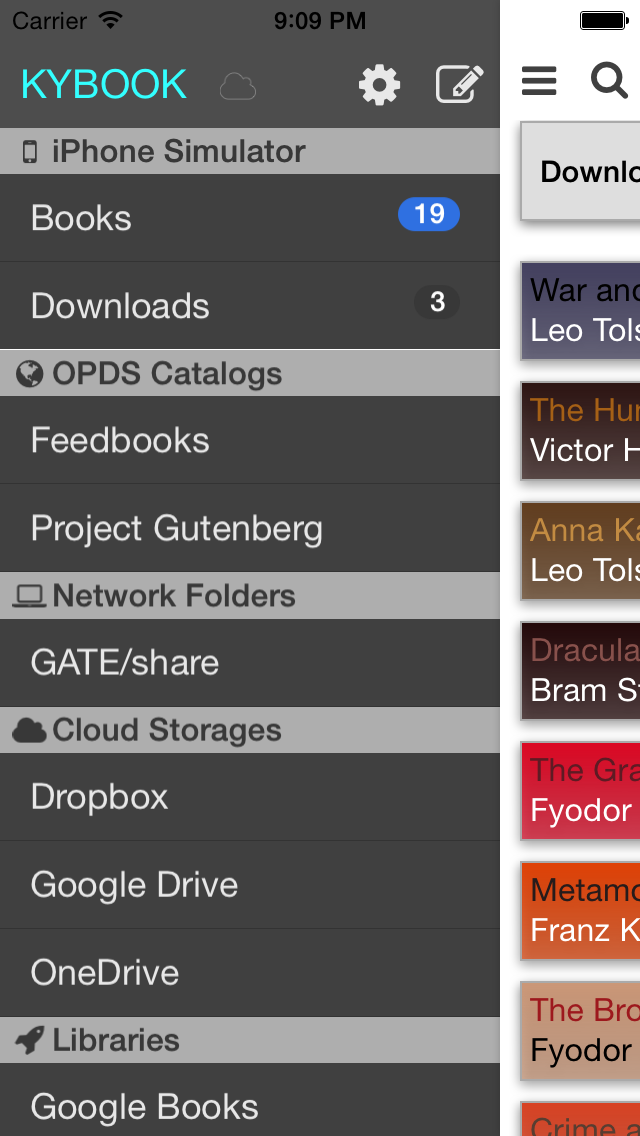 Carrier 9:09 PM
KYBOOK
iPhone Simulator
Books 19
Downloads 3
OPDS Catalogs
Feedbooks
Project Gutenberg
Network Folders
GATE/share
Cloud Storages
Dropbox
Google Drive
OneDrive
Libraries
Google Books
Downlo
War and
Leo Tols
The Hun
Victor H
Anna Ka
Leo Tols
Dracula
Bram St
The Gra
Fyodor
Metamo
Franz K
The Bro
Fyodor
Crime a